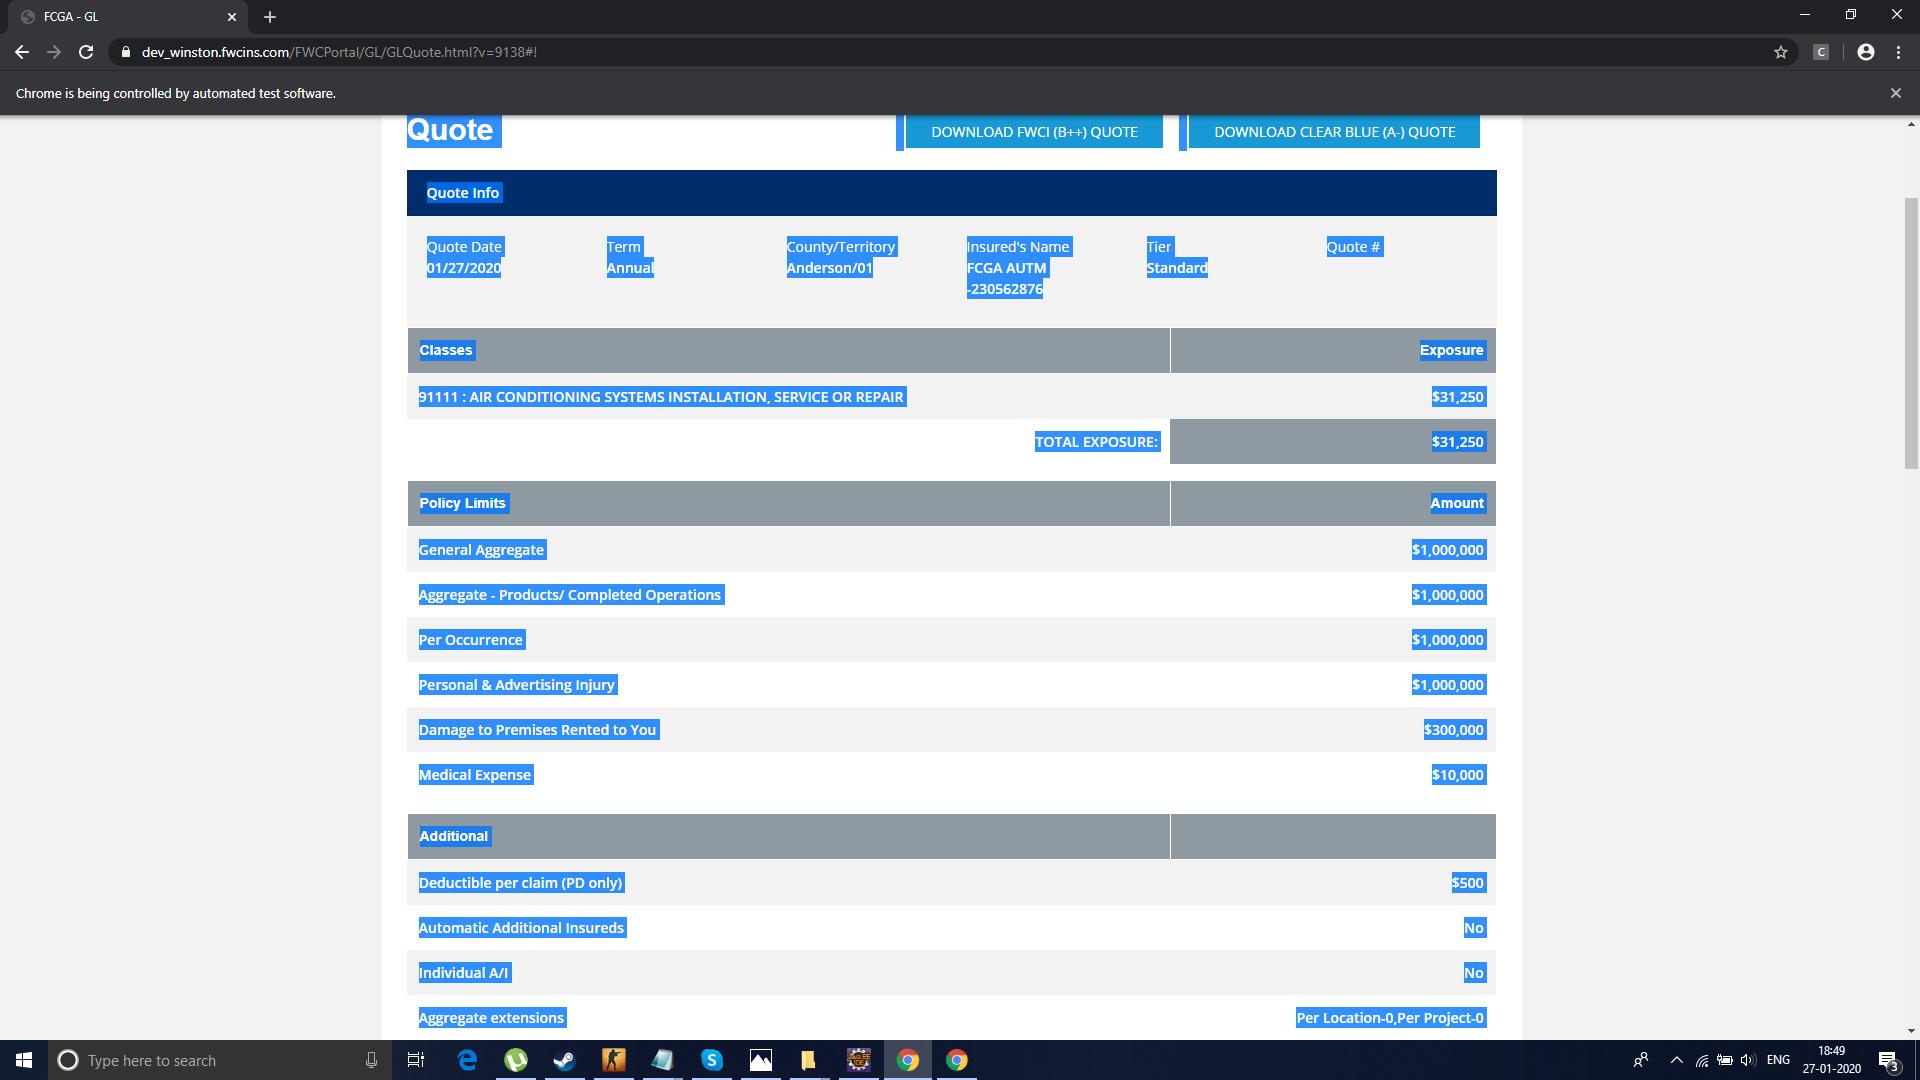 FCGA - GL
dev_winston.fwcins.com/FWCPortal/GL/GLQuote.html?v=9138#!
C
Chrome is being controlled by automated test software.
Quote
DOWNLOAD FWCI (B++) QUOTE
DOWNLOAD CLEAR BLUE (A-) QUOTE
Quote Info
Quote Date Term County/Territory Insured's Name Tier Quote #
01/27/2020 Annual Anderson/01 FCGA AUTM Standard
-230562876
Classes Exposure
91111 : AIR CONDITIONING SYSTEMS INSTALLATION, SERVICE OR REPAIR $31,250
TOTAL EXPOSURE: $31,250
Policy Limits Amount
General Aggregate $1,000,000
Aggregate - Products/ Completed Operations $1,000,000
Per Occurrence $1,000,000
Personal & Advertising Injury $1,000,000
Damage to Premises Rented to You $300,000
Medical Expense $10,000
Additional
Deductible per claim (PD only) $500
Automatic Additional Insureds No
Individual A/I No
Aggregate extensions Per Location-0,Per Project-0
Type here to search
ENG
18:49
27-01-2020
3